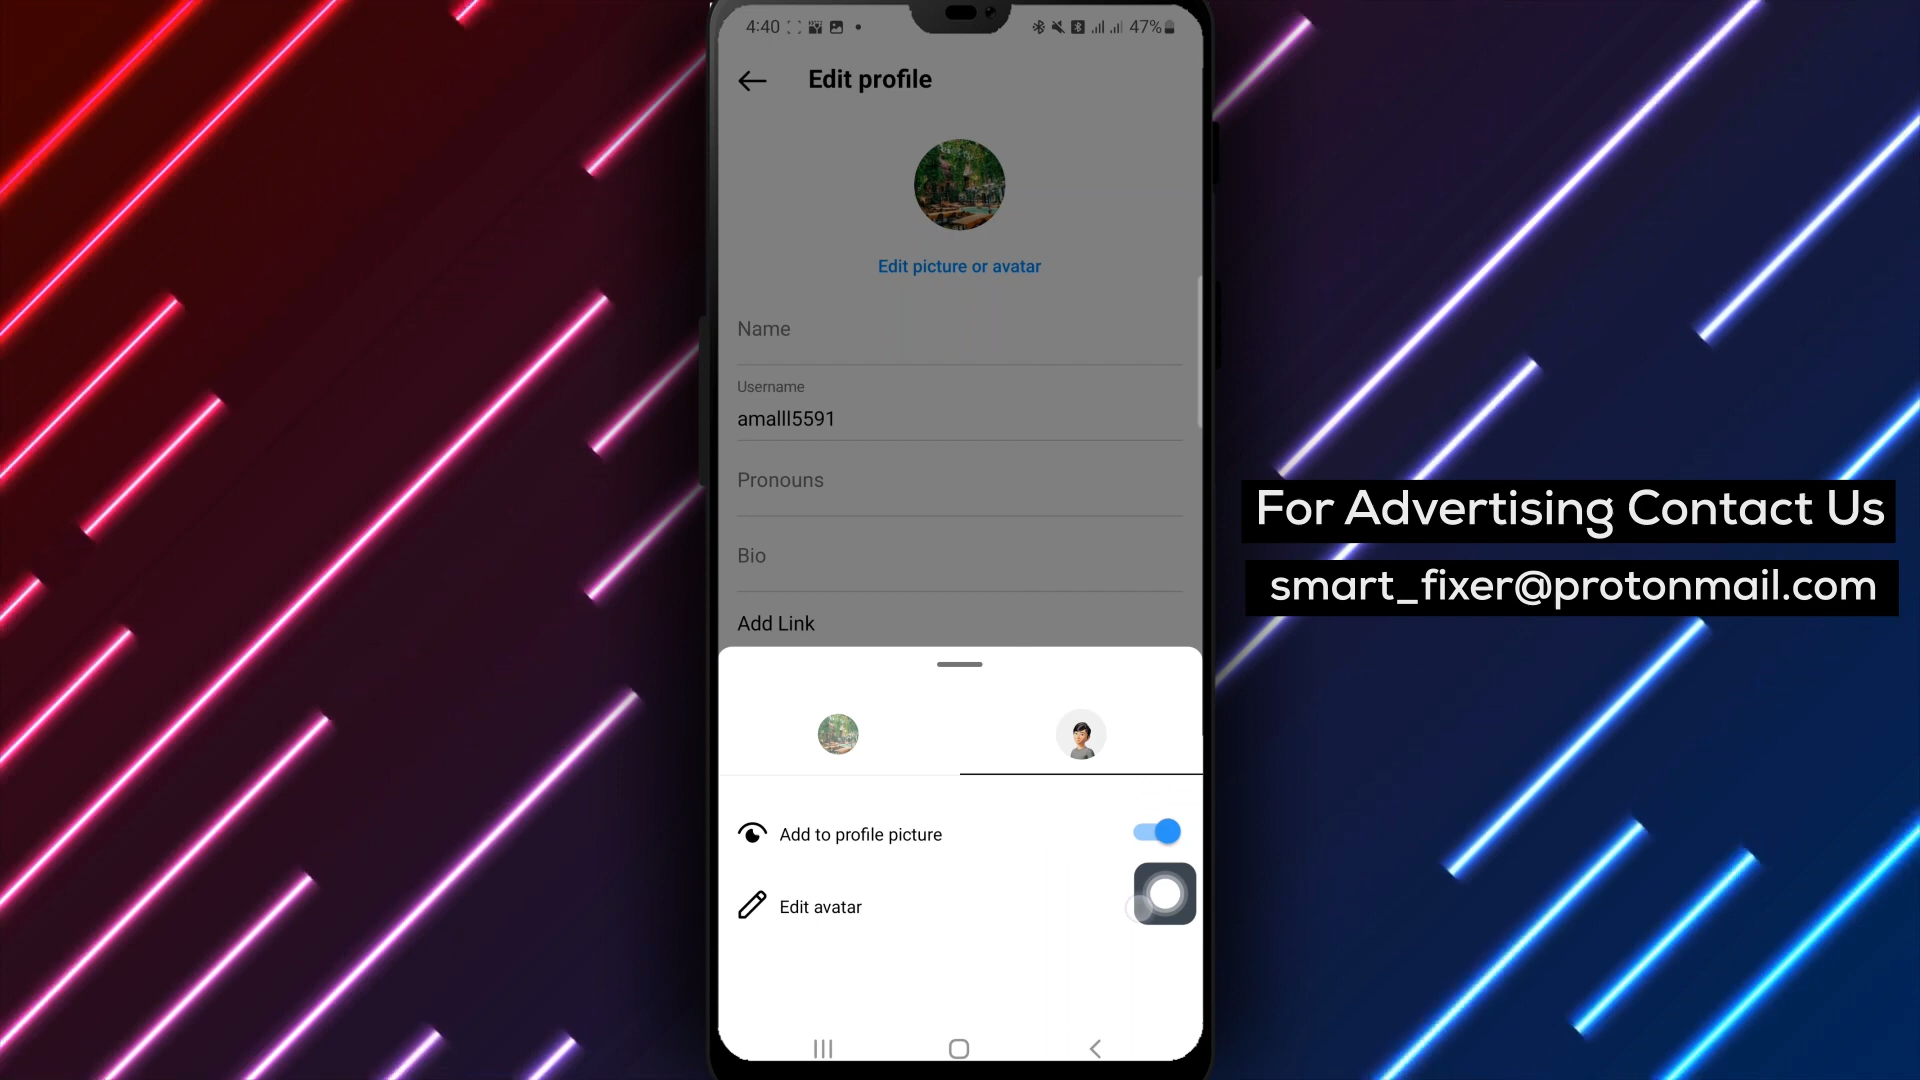 4:40
47%
Edit profile
Edit picture or avatar
Name
Username
amalll5591
Pronouns
Bio
Add Link
Add to profile picture
Edit avatar
For Advertising Contact Us
smart_fixer@protonmail.com